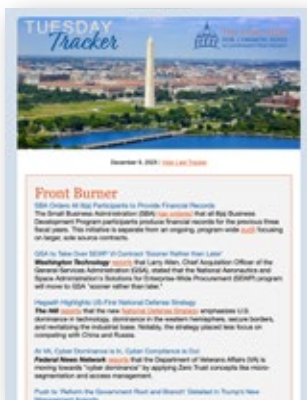 TUESDAY
Tracker
December 9, 2025 | View Last Tracker
Front Burner
SBA Orders All 8(a) Participants to Provide Financial Records
The Small Business Administration (SBA) has ordered that all 8(a) Business
Development Program participants produce financial records for the previous three
fiscal years. This initiative is separate from an ongoing, program-wide audit focusing
on larger, sole source contracts.
GSA to Take Over SEWP VI Contract 'Sooner Rather Than Later'
Washington Technology reports that Larry Allen, Chief Acquisition Officer of the
General Services Administration (GSA), stated that the National Aeronautics and
Space Administration's Solutions for Enterprise-Wide Procurement (SEWP) program
will move to GSA "sooner rather than late."
Hegseth Highlights US-First National Defense Strategy
The Hill reports that the new National Defense Strategy emphasizes U.S.
dominance in technology, dominance in the western hemisphere, secure borders,
and revitalizing the industrial base. Notably, the strategy placed less focus on
competing with China and Russia.
At VA, Cyber Dominance is In, Cyber Compliance is Out
Federal News Network reports that the Department of Veterans Affairs (VA) is
moving towards "cyber dominance" by applying Zero Trust concepts like micro-
segmentation and access management.
Push to 'Reform the Government Root and Branch' Detailed in Trump's New